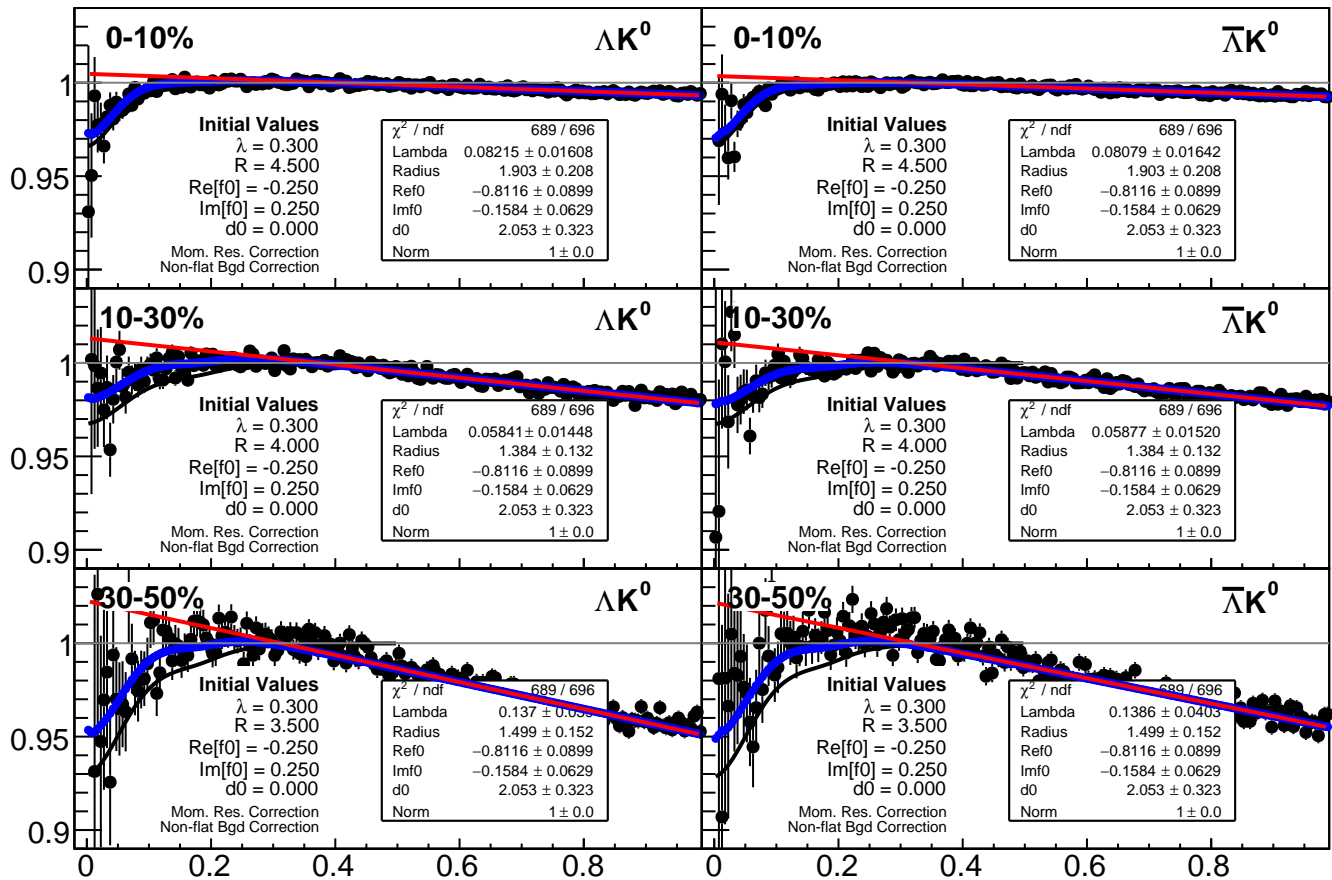 0-10% ΛK⁰
1
0.95
0.9
Initial Values
λ = 0.300
R = 4.500
Re[f0] = -0.250
Im[f0] = 0.250
d0 = 0.000
Mom. Res. Correction
Non-flat Bgd Correction
χ² / ndf 689 / 696
Lambda 0.08215 ± 0.01608
Radius 1.903 ± 0.208
Ref0 −0.8116 ± 0.0899
Imf0 −0.1584 ± 0.0629
d0 2.053 ± 0.323
Norm 1 ± 0.0
0-10% Λ̅K⁰
Initial Values
λ = 0.300
R = 4.500
Re[f0] = -0.250
Im[f0] = 0.250
d0 = 0.000
Mom. Res. Correction
Non-flat Bgd Correction
χ² / ndf 689 / 696
Lambda 0.08079 ± 0.01642
Radius 1.903 ± 0.208
Ref0 −0.8116 ± 0.0899
Imf0 −0.1584 ± 0.0629
d0 2.053 ± 0.323
Norm 1 ± 0.0
10-30% ΛK⁰
1
0.95
0.9
Initial Values
λ = 0.300
R = 4.000
Re[f0] = -0.250
Im[f0] = 0.250
d0 = 0.000
Mom. Res. Correction
Non-flat Bgd Correction
χ² / ndf 689 / 696
Lambda 0.05841 ± 0.01448
Radius 1.384 ± 0.132
Ref0 −0.8116 ± 0.0899
Imf0 −0.1584 ± 0.0629
d0 2.053 ± 0.323
Norm 1 ± 0.0
10-30% Λ̅K⁰
Initial Values
λ = 0.300
R = 4.000
Re[f0] = -0.250
Im[f0] = 0.250
d0 = 0.000
Mom. Res. Correction
Non-flat Bgd Correction
χ² / ndf 689 / 696
Lambda 0.05877 ± 0.01520
Radius 1.384 ± 0.132
Ref0 −0.8116 ± 0.0899
Imf0 −0.1584 ± 0.0629
d0 2.053 ± 0.323
Norm 1 ± 0.0
30-50% ΛK⁰
1
0.95
0.9
Initial Values
λ = 0.300
R = 3.500
Re[f0] = -0.250
Im[f0] = 0.250
d0 = 0.000
Mom. Res. Correction
Non-flat Bgd Correction
χ² / ndf 689 / 696
Lambda 0.137 ±
Radius 1.499 ± 0.152
Ref0 −0.8116 ± 0.0899
Imf0 −0.1584 ± 0.0629
d0 2.053 ± 0.323
Norm 1 ± 0.0
30-50% Λ̅K⁰
Initial Values
λ = 0.300
R = 3.500
Re[f0] = -0.250
Im[f0] = 0.250
d0 = 0.000
Mom. Res. Correction
Non-flat Bgd Correction
χ² / ndf 689 / 696
Lambda 0.1386 ± 0.0403
Radius 1.499 ± 0.152
Ref0 −0.8116 ± 0.0899
Imf0 −0.1584 ± 0.0629
d0 2.053 ± 0.323
Norm 1 ± 0.0
0 0.2 0.4 0.6 0.8 0 0.2 0.4 0.6 0.8